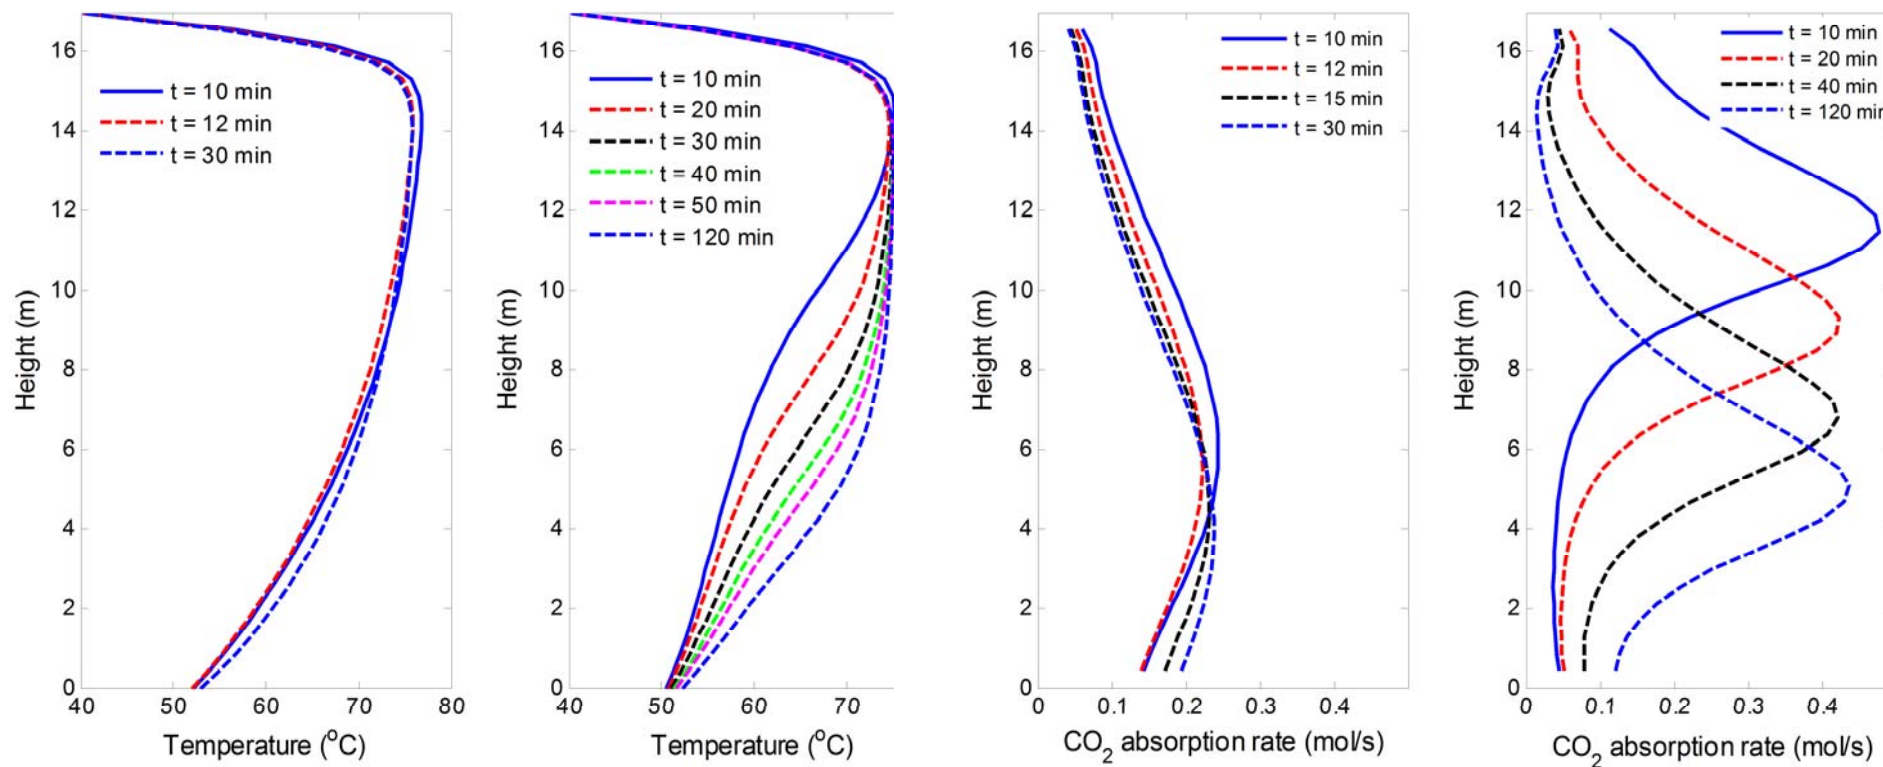 16
14
12
10
8
6
4
2
0
Height (m)
t = 10 min
t = 12 min
t = 30 min
40
50
60
70
80
Temperature (°C)
16
14
12
10
8
6
4
2
0
Height (m)
t = 10 min
t = 20 min
t = 30 min
t = 40 min
t = 50 min
t = 120 min
40
50
60
70
Temperature (°C)
16
14
12
10
8
6
4
2
0
Height (m)
t = 10 min
t = 12 min
t = 15 min
t = 30 min
0
0.1
0.2
0.3
0.4
CO₂ absorption rate (mol/s)
16
14
12
10
8
6
4
2
0
Height (m)
t = 10 min
t = 20 min
t = 40 min
t = 120 min
0
0.1
0.2
0.3
0.4
CO₂ absorption rate (mol/s)